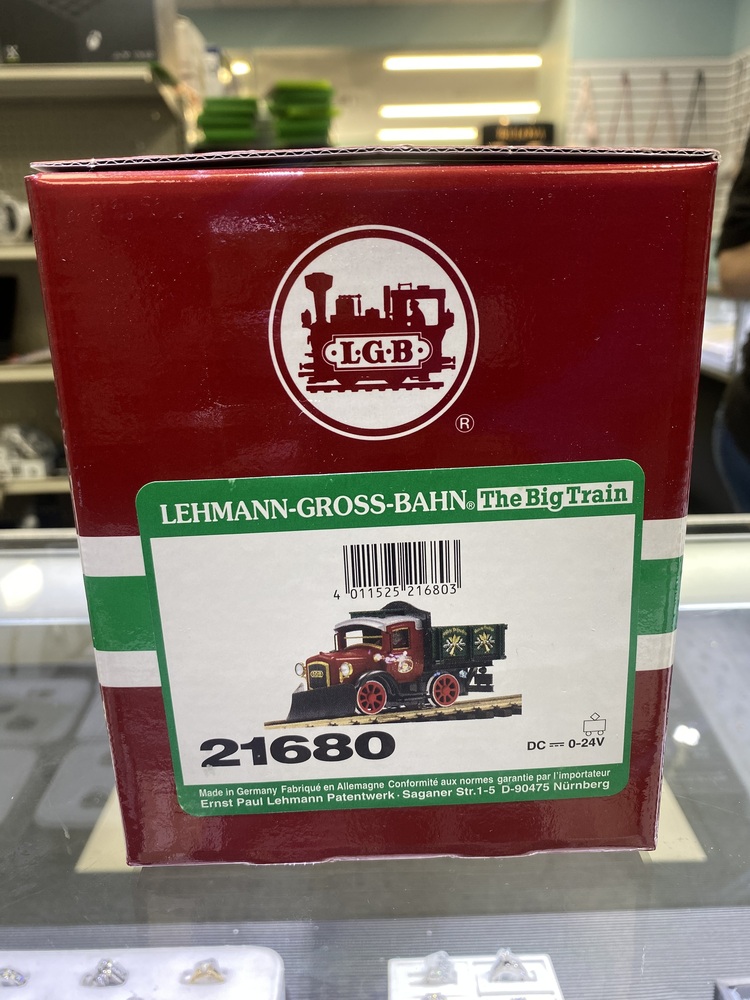 L·G·B
®
LEHMANN-GROSS-BAHN® The Big Train
4 011525 216803
21680
DC 0-24V
Made in Germany Fabriqué en Allemagne Conformité aux normes garantie par l'importateur
Ernst Paul Lehmann Patentwerk · Saganer Str.1-5 D-90475 Nürnberg